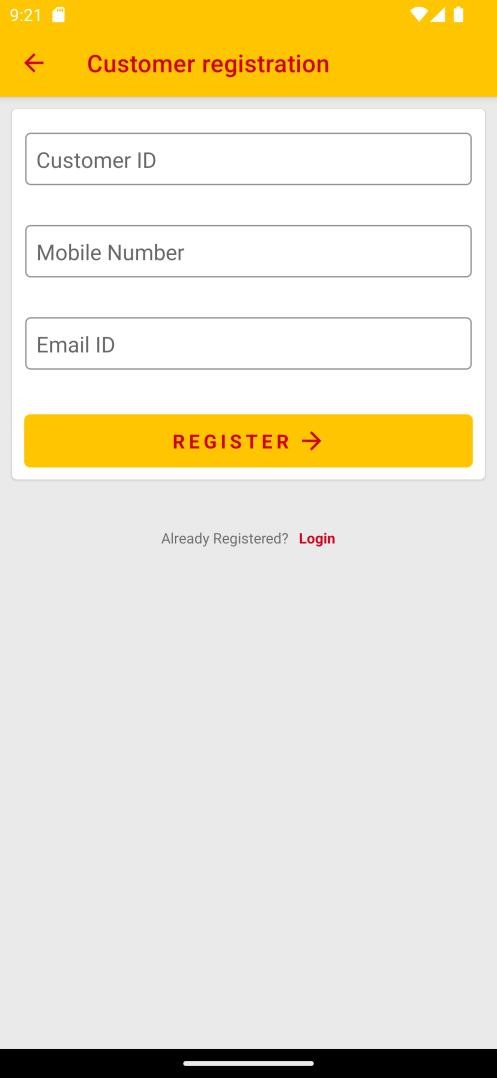 9:21
Customer registration
Customer ID
Mobile Number
Email ID
REGISTER
Already Registered? Login